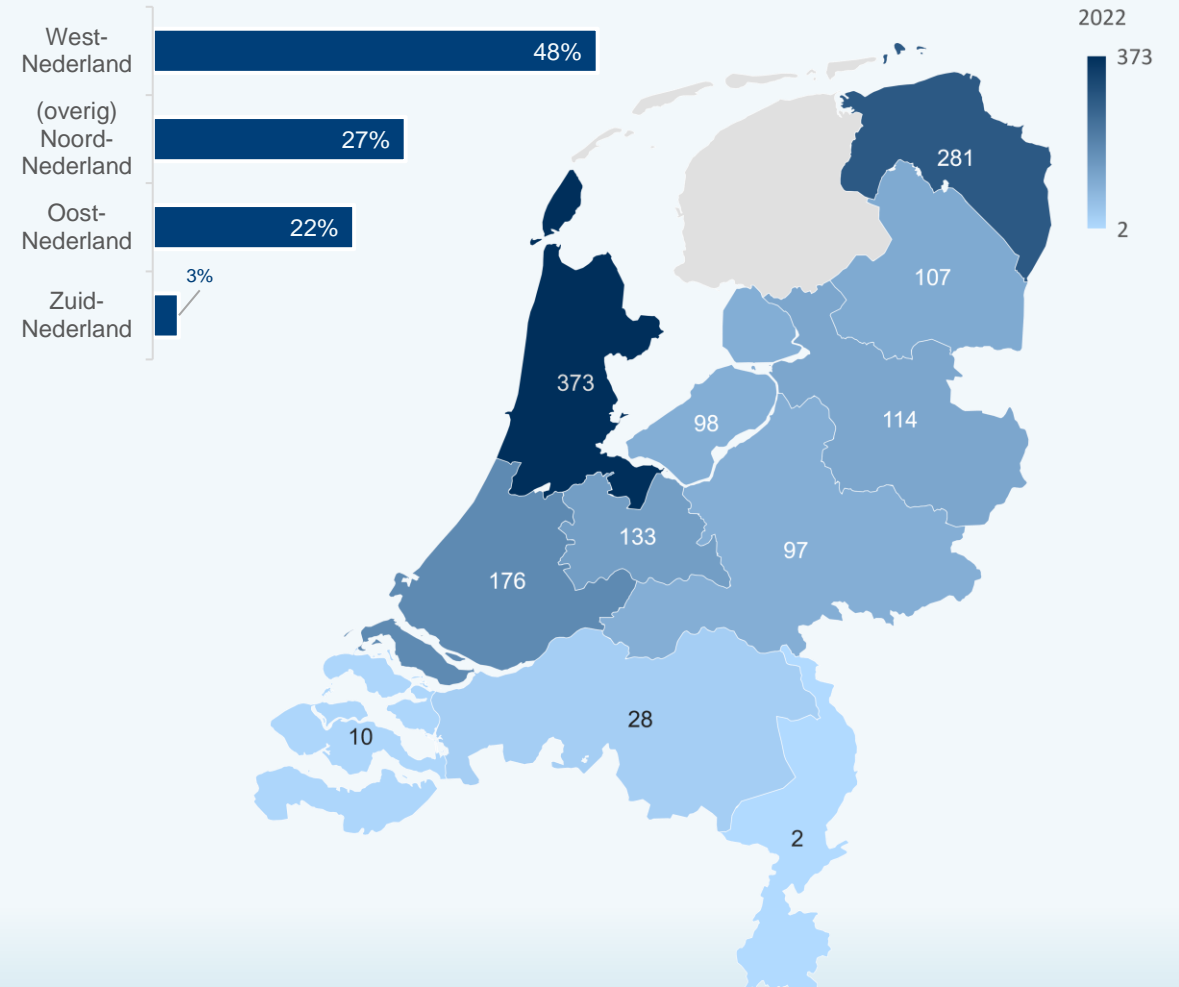 West-
Nederland
48%
(overig)
Noord-
Nederland
27%
Oost-
Nederland
22%
Zuid-
Nederland
3%
2022
373
2
281
107
373
98
114
133
97
176
28
10
2